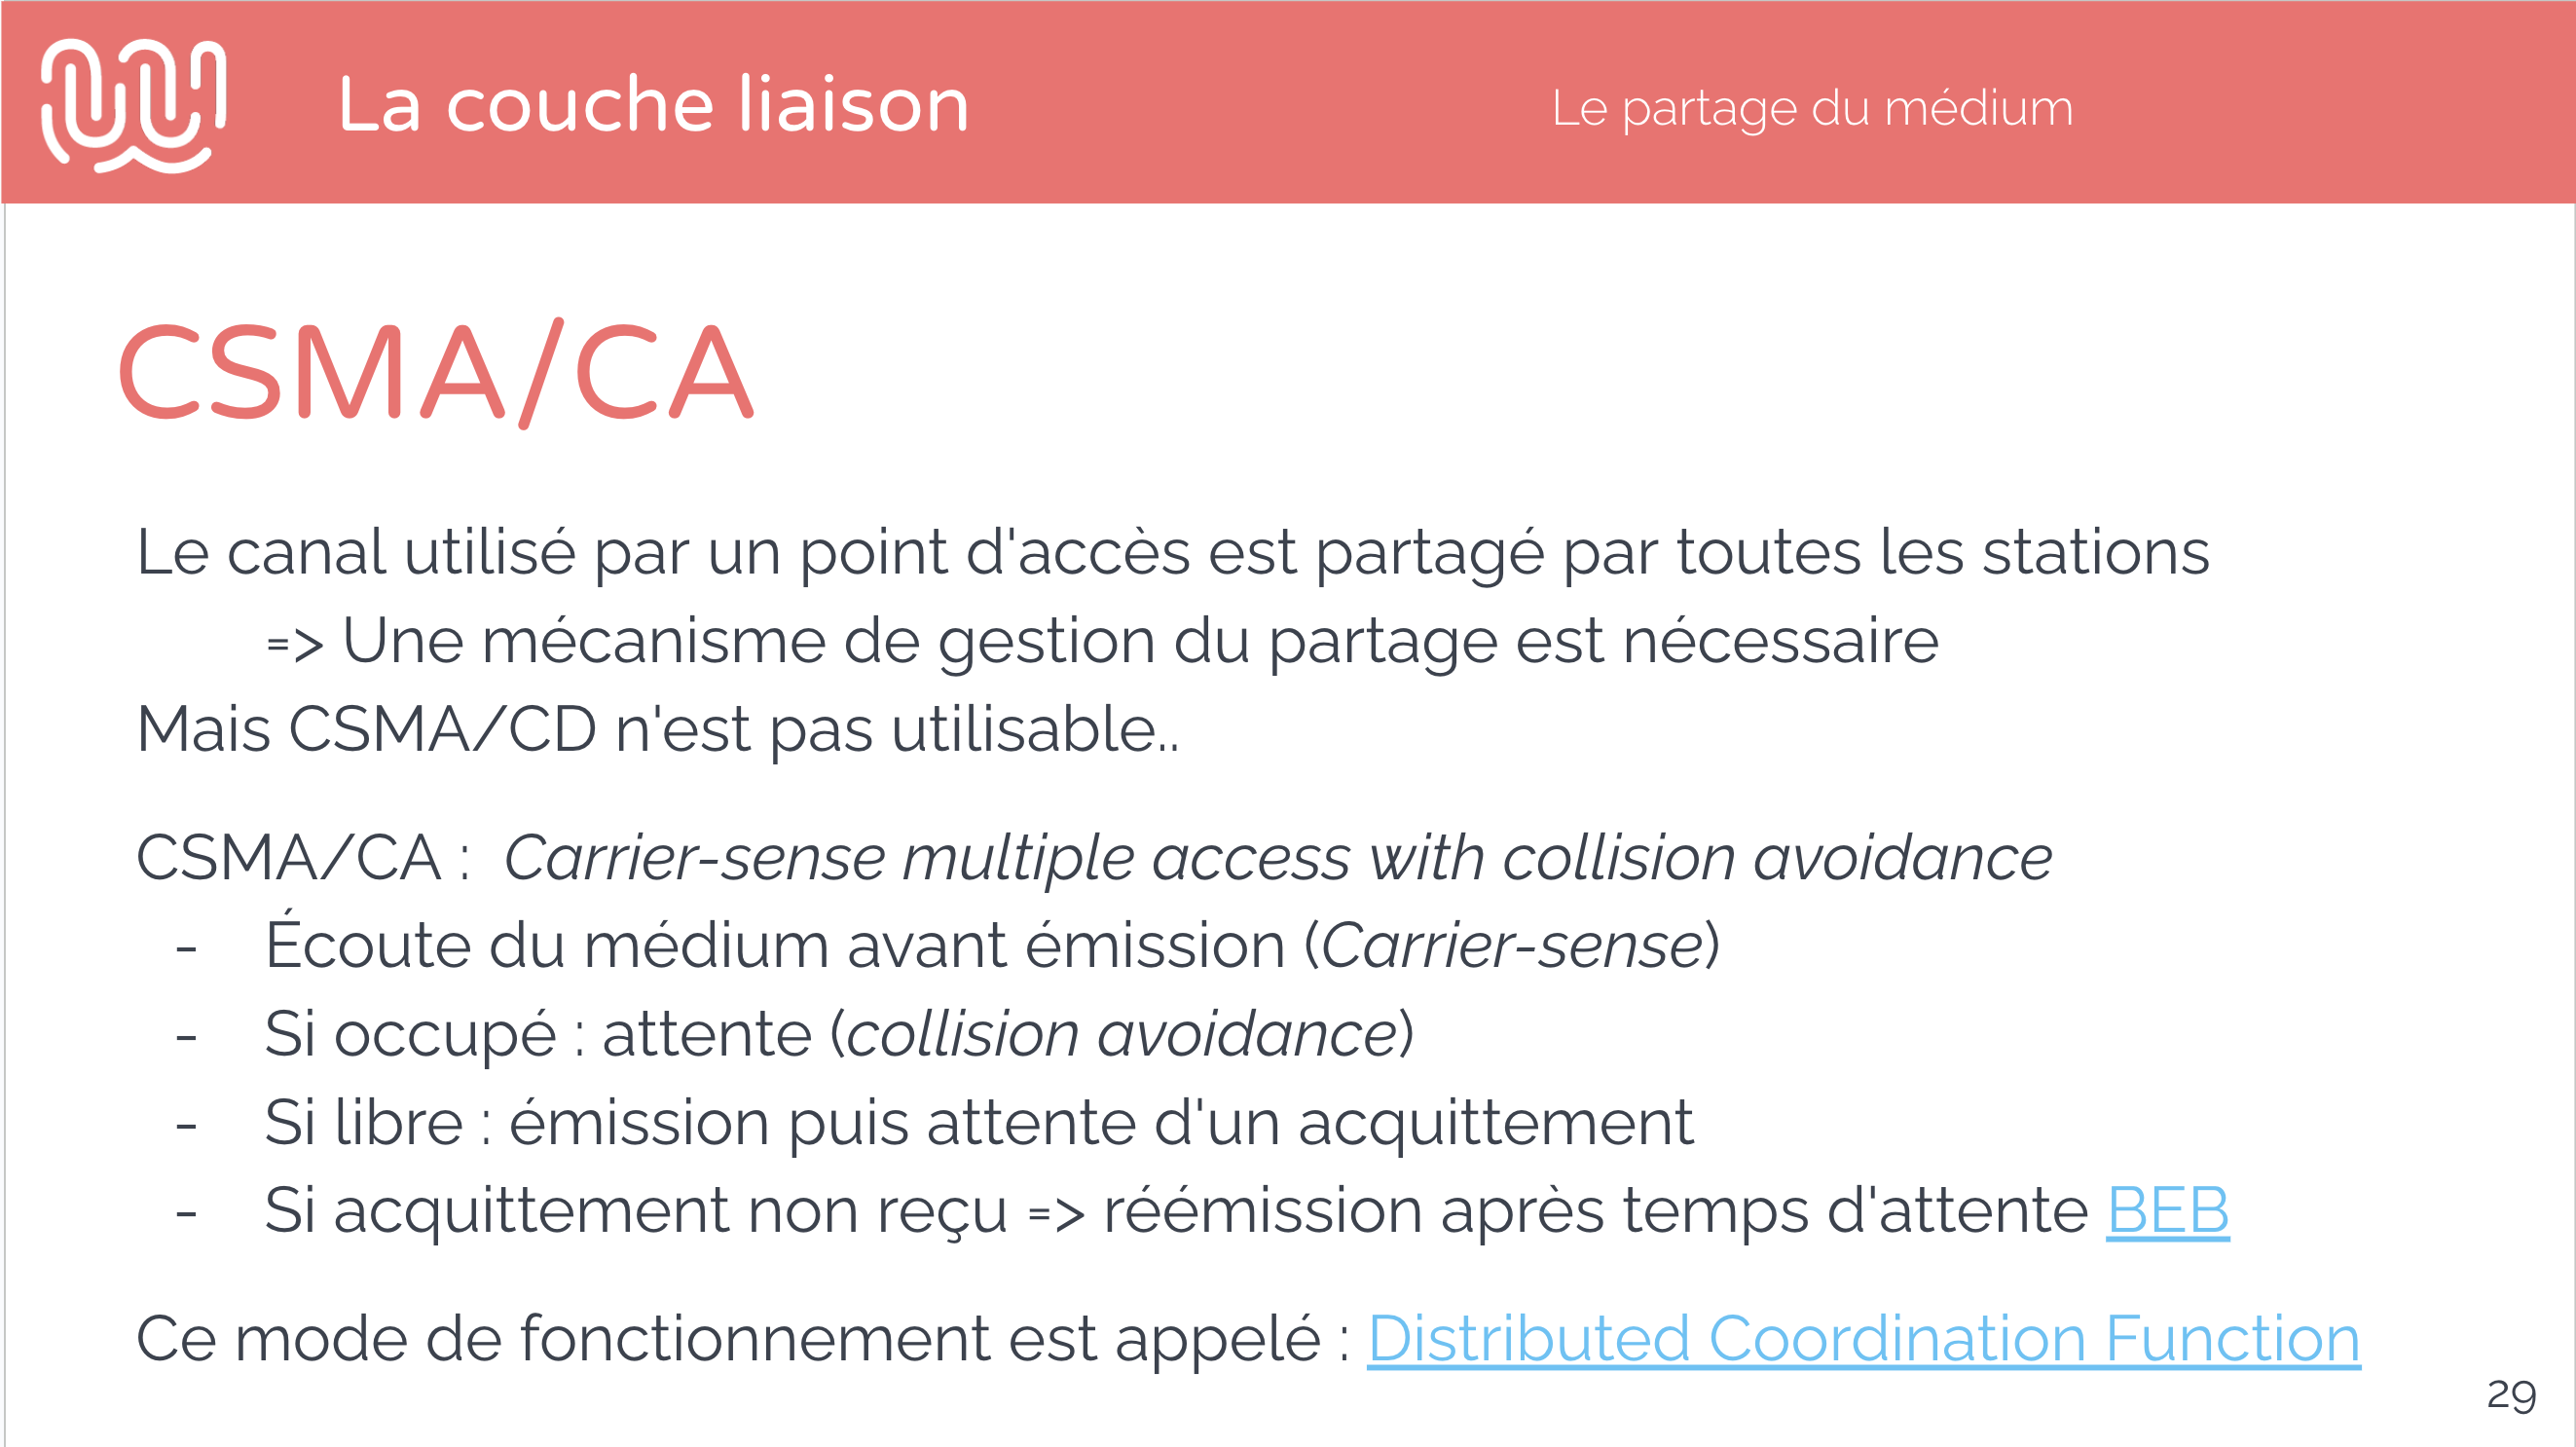 La couche liaison
Le partage du médium
CSMA/CA
Le canal utilisé par un point d'accès est partagé par toutes les stations
=> Une mécanisme de gestion du partage est nécessaire
Mais CSMA/CD n'est pas utilisable..
CSMA/CA : Carrier-sense multiple access with collision avoidance
- Écoute du médium avant émission (Carrier-sense)
- Si occupé : attente (collision avoidance)
- Si libre : émission puis attente d'un acquittement
- Si acquittement non reçu => réémission après temps d'attente BEB
Ce mode de fonctionnement est appelé : Distributed Coordination Function
29